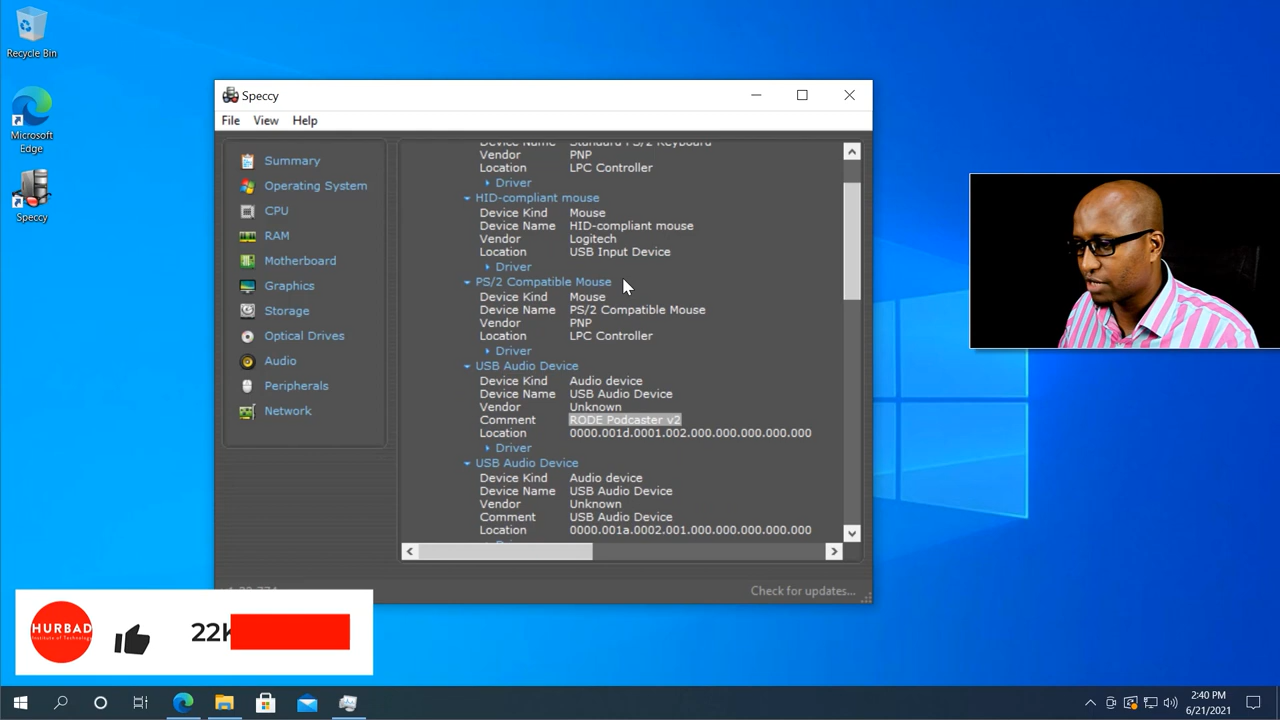 Recycle Bin
Microsoft
Edge
Speccy
Speccy
File View Help
Summary
Operating System
CPU
RAM
Motherboard
Graphics
Storage
Optical Drives
Audio
Peripherals
Network
Device Name Standard PS/2 Keyboard
Vendor PNP
Location LPC Controller
Driver
HID-compliant mouse
Device Kind Mouse
Device Name HID-compliant mouse
Vendor Logitech
Location USB Input Device
Driver
PS/2 Compatible Mouse
Device Kind Mouse
Device Name PS/2 Compatible Mouse
Vendor PNP
Location LPC Controller
Driver
USB Audio Device
Device Kind Audio device
Device Name USB Audio Device
Vendor Unknown
Comment RODE Podcaster v2
Location 0000.001d.0001.002.000.000.000.000.000
Driver
USB Audio Device
Device Kind Audio device
Device Name USB Audio Device
Vendor Unknown
Comment USB Audio Device
Location 0000.001a.0002.001.000.000.000.000.000
Check for updates...
HURBAD
Institute of Technology
22K
2:40 PM
6/21/2021